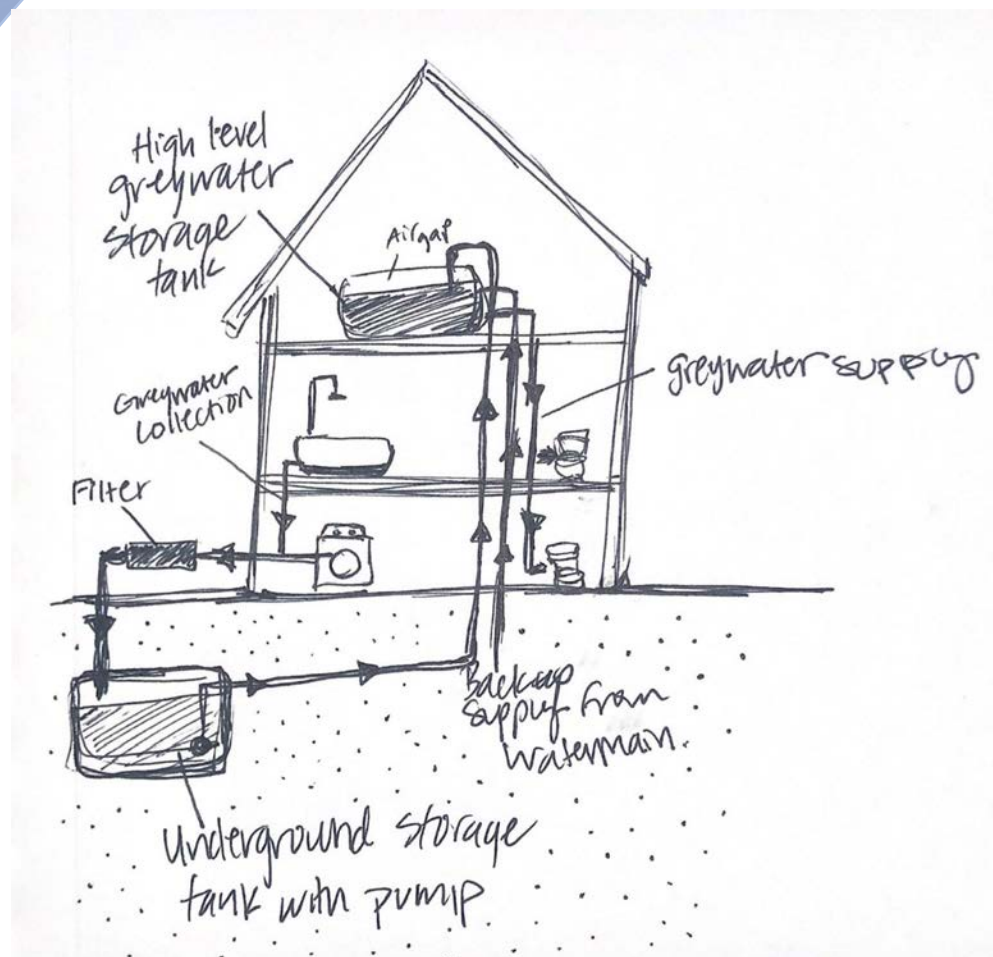 High level
greywater
storage
tank
Airgap
greywater supply
Greywater
collection
Filter
Backup
supply from
watermain.
Underground storage
tank with pump